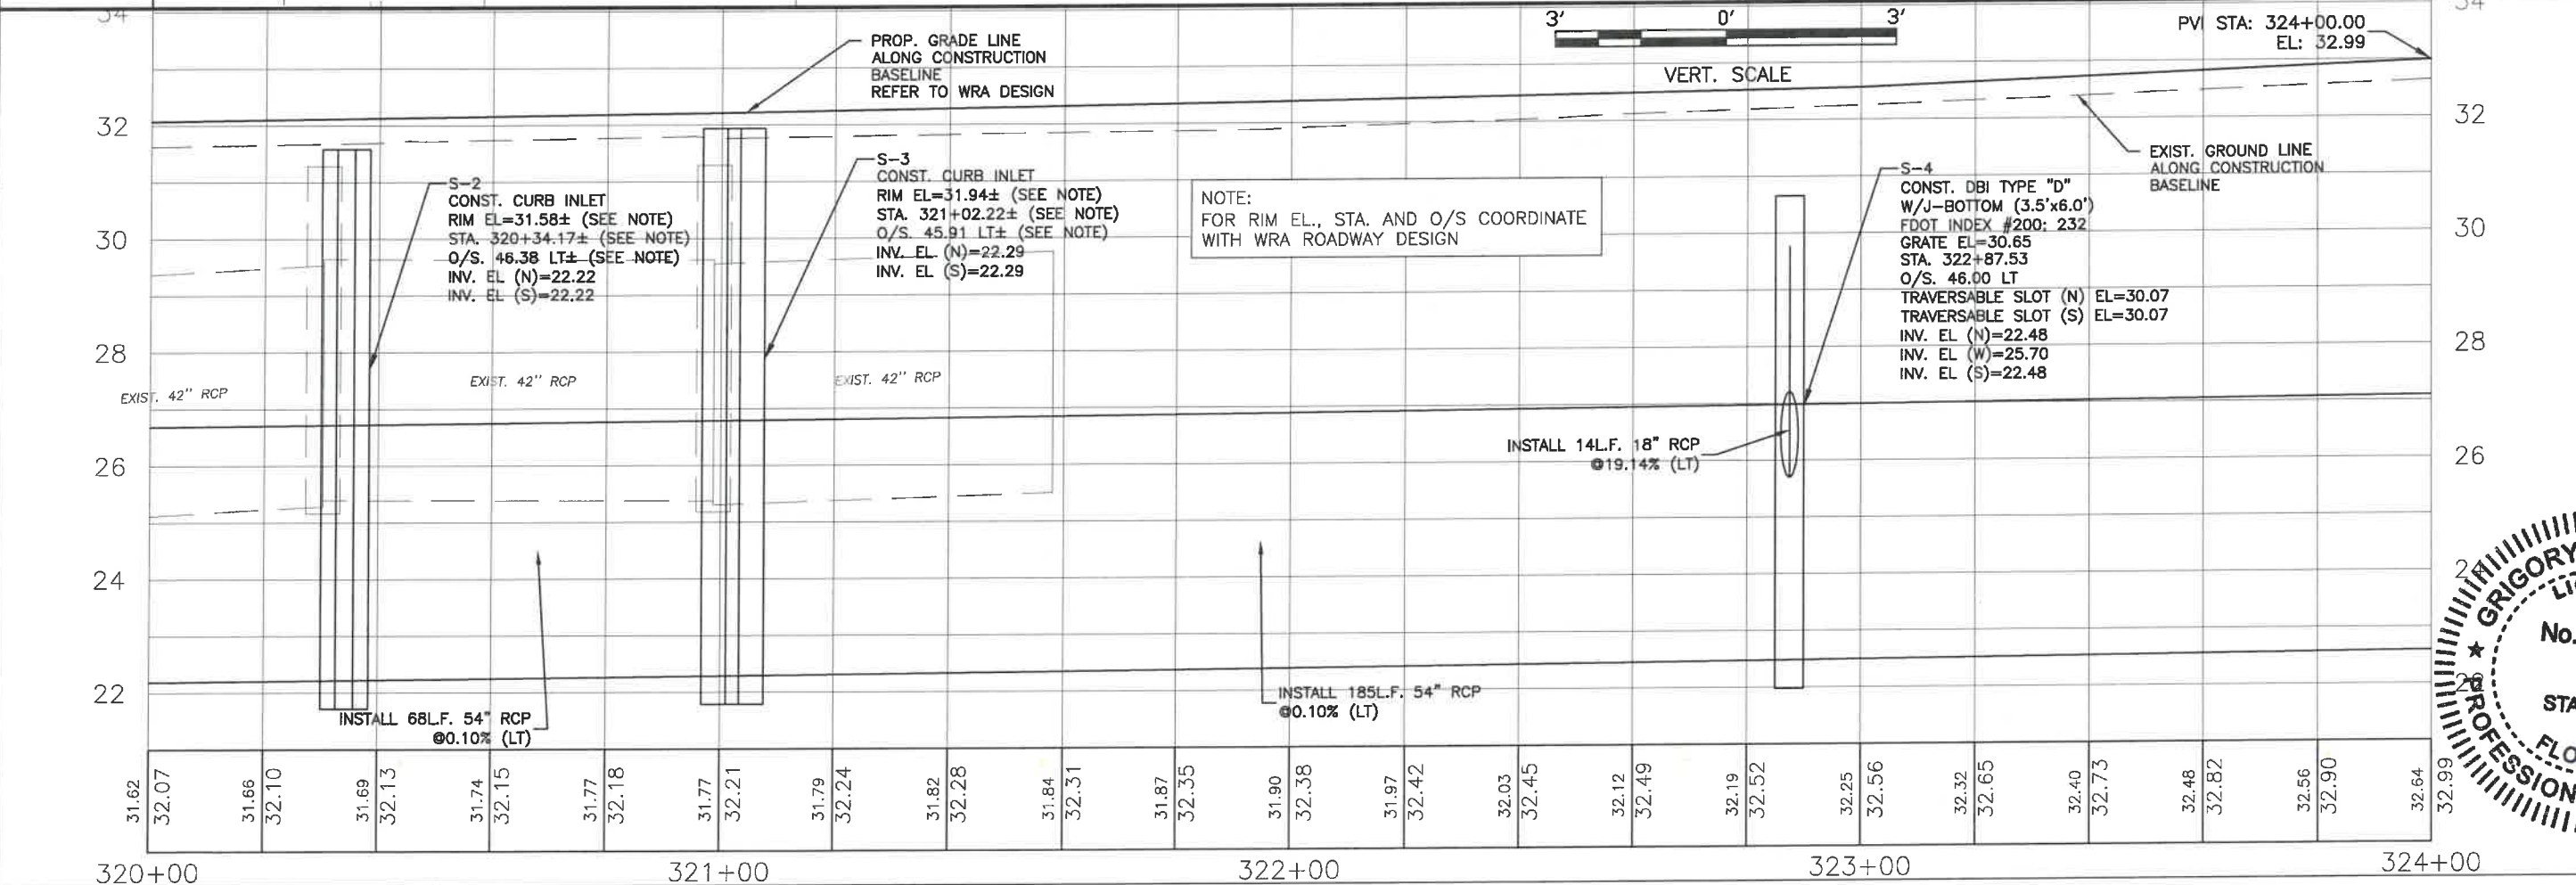 34
34
3' 0' 3'
VERT. SCALE
PVI STA: 324+00.00
EL: 32.99
PROP. GRADE LINE
ALONG CONSTRUCTION
BASELINE
REFER TO WRA DESIGN
32
32
EXIST. GROUND LINE
ALONG CONSTRUCTION
BASELINE
S-2
CONST. CURB INLET
RIM EL=31.58± (SEE NOTE)
STA. 320+34.17± (SEE NOTE)
O/S. 46.38 LT± (SEE NOTE)
INV. EL (N)=22.22
INV. EL (S)=22.22
S-3
CONST. CURB INLET
RIM EL=31.94± (SEE NOTE)
STA. 321+02.22± (SEE NOTE)
O/S. 45.91 LT± (SEE NOTE)
INV. EL (N)=22.29
INV. EL (S)=22.29
NOTE:
FOR RIM EL., STA. AND O/S COORDINATE
WITH WRA ROADWAY DESIGN
S-4
CONST. DBI TYPE "D"
W/J-BOTTOM (3.5'x6.0')
FDOT INDEX #200; 232
GRATE EL=30.65
STA. 322+87.53
O/S. 46.00 LT
TRAVERSABLE SLOT (N) EL=30.07
TRAVERSABLE SLOT (S) EL=30.07
INV. EL (N)=22.48
INV. EL (W)=25.70
INV. EL (S)=22.48
30
30
28
28
EXIST. 42" RCP
EXIST. 42" RCP
EXIST. 42" RCP
INSTALL 14L.F. 18" RCP
@19.14% (LT)
26
26
24
24
22
22
INSTALL 68L.F. 54" RCP
@0.10% (LT)
INSTALL 185L.F. 54" RCP
@0.10% (LT)
GRIGORY
No.
PROFESSION
31.62 32.07
31.66 32.10
31.69 32.13
31.74 32.15
31.77 32.18
31.77 32.21
31.79 32.24
31.82 32.28
31.84 32.31
31.87 32.35
31.90 32.38
31.97 32.42
32.03 32.45
32.12 32.49
32.19 32.52
32.25 32.56
32.32 32.65
32.40 32.73
32.48 32.82
32.56 32.90
32.64 32.99
320+00 321+00 322+00 323+00 324+00